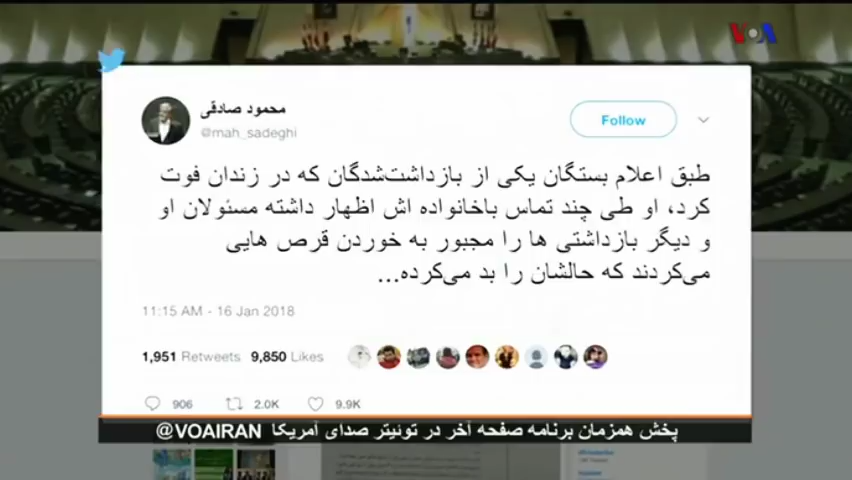 VOA
محمود صادقی
@mah_sadeghi
Follow
طبق اعلام بستگان یکی از بازداشت‌شدگان که در زندان فوت
کرد، او طی چند تماس باخانواده اش اظهار داشته مسئولان او
و دیگر بازداشتی ها را مجبور به خوردن قرص هایی
می‌کردند که حالشان را بد می‌کرده...
11:15 AM - 16 Jan 2018
1,951 Retweets 9,850 Likes
906 2.0K 9.9K
پخش همزمان برنامه صفحه آخر در توئیتر صدای آمریکا @VOAIRAN